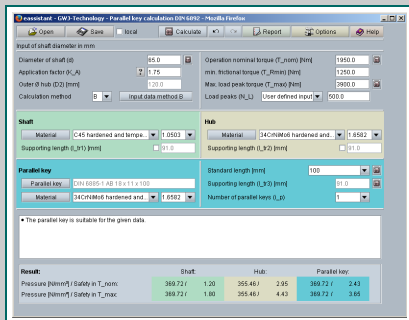 eassistant - GWJ-Technology - Parallel key calculation DIN 6892 - Mozilla Firefox
Open Save local Calculate Report Options Help
Input of shaft diameter in mm
Diameter of shaft (d) 65.0
Application factor (K_A) ? 1.75
Outer Ø hub (D2) [mm] 120.0
Calculation method B Input data method B
Operation nominal torque (T_nom) [Nm] 1950.0
min. frictional torque (T_Rmin) [Nm] 1250.0
Max. load peak torque (T_max) [Nm] 3900.0
Load peaks (N_L) User defined input 500.0
Shaft
Material C45 hardened and tempe... 1.0503
Supporting length (l_tr1) [mm] 91.0
Hub
Material 34CrNiMo6 hardened and... 1.6582
Supporting length (l_tr2) [mm] 91.0
Parallel key
Parallel key DIN 6885-1 AB 18 x 11 x 100
Material 34CrNiMo6 hardened and... 1.6582
Standard length [mm] 100
Supporting length (l_tr3) [mm] 91.0
Number of parallel keys (i_p) 1
• The parallel key is suitable for the given data.
Result: Shaft: Hub: Parallel key:
Pressure [N/mm²] / Safety in T_nom: 369.72 / 1.20 355.46 / 2.95 369.72 / 2.43
Pressure [N/mm²] / Safety in T_max: 369.72 / 1.80 355.46 / 4.43 369.72 / 3.65